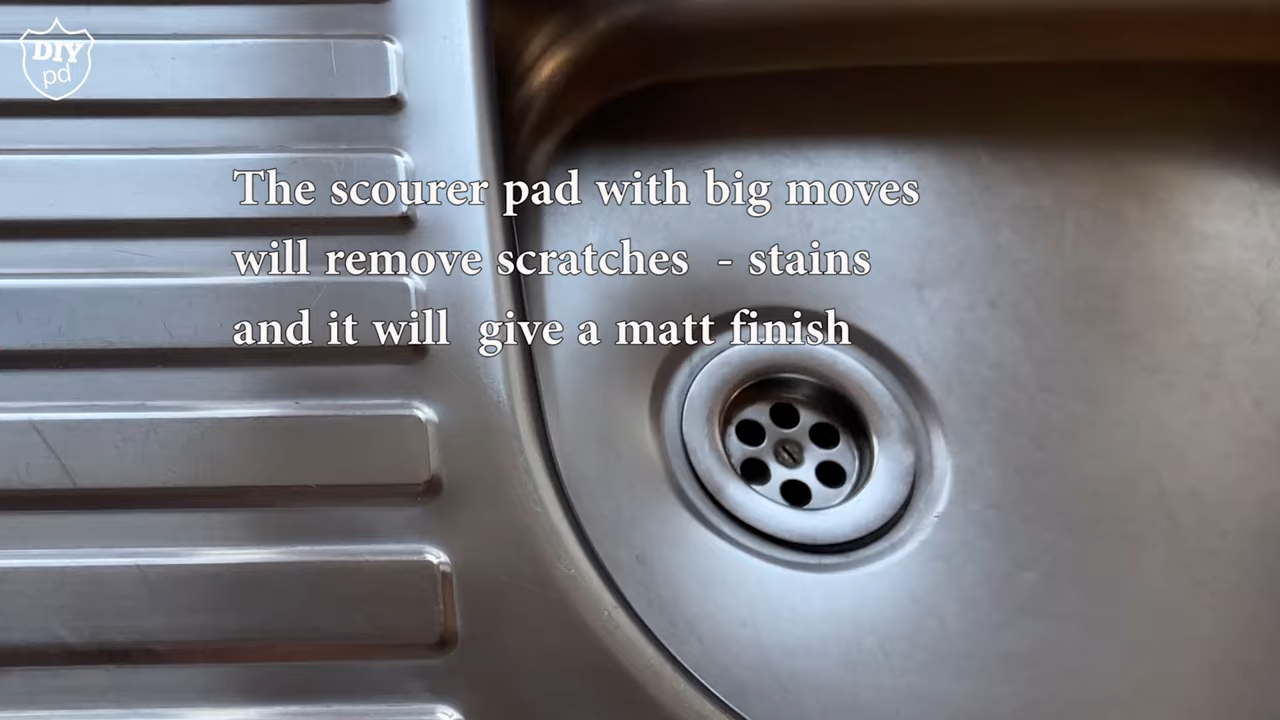 DIY
pd
The scourer pad with big moves
will remove scratches  - stains
and it will  give a matt finish